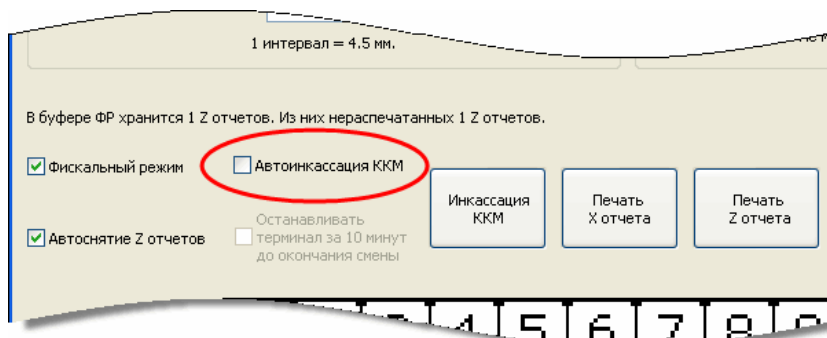 1 интервал = 4.5 мм.
В буфере ФР хранится 1 Z отчетов. Из них нераспечатанных 1 Z отчетов.
Фискальный режим
Автоинкассация ККМ
Автоснятие Z отчетов
Останавливать
терминал за 10 минут
до окончания смены
Инкассация
ККМ
Печать
X отчета
Печать
Z отчета
4 5 6 7 8